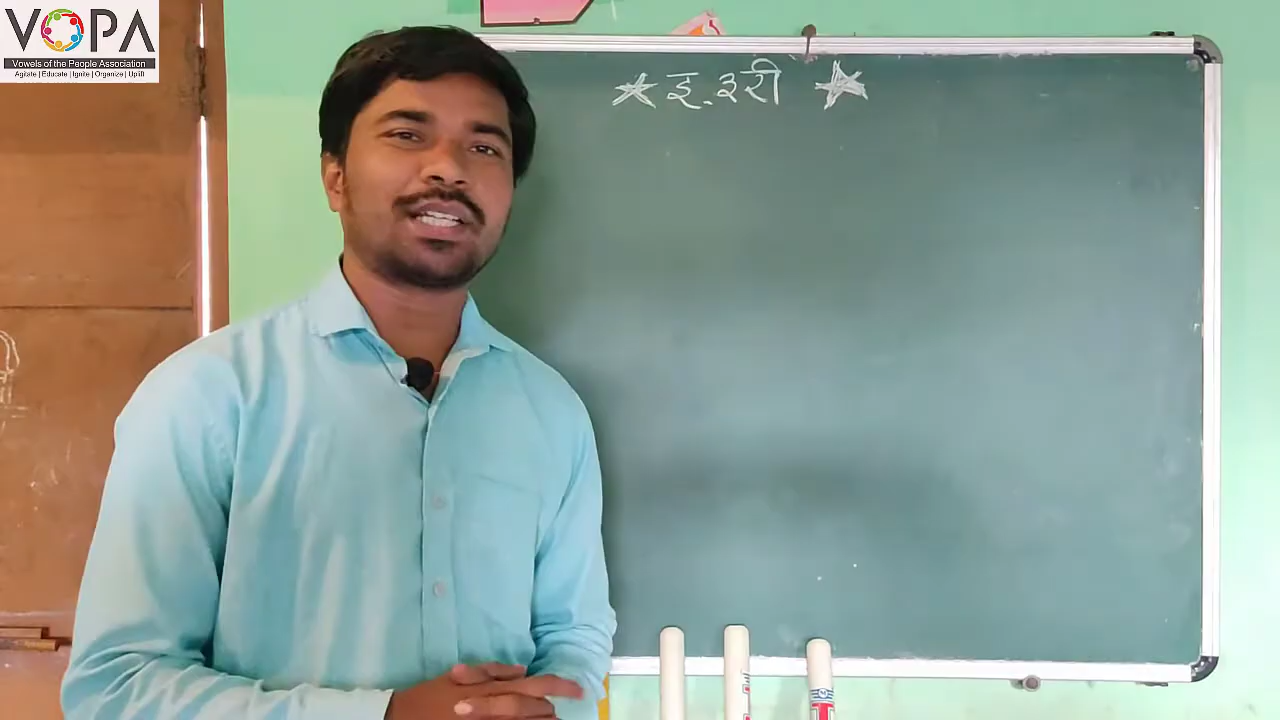 VOPA
Vowels of the People Association
Agitate | Educate | Ignite | Organize | Uplift
इ. ३री